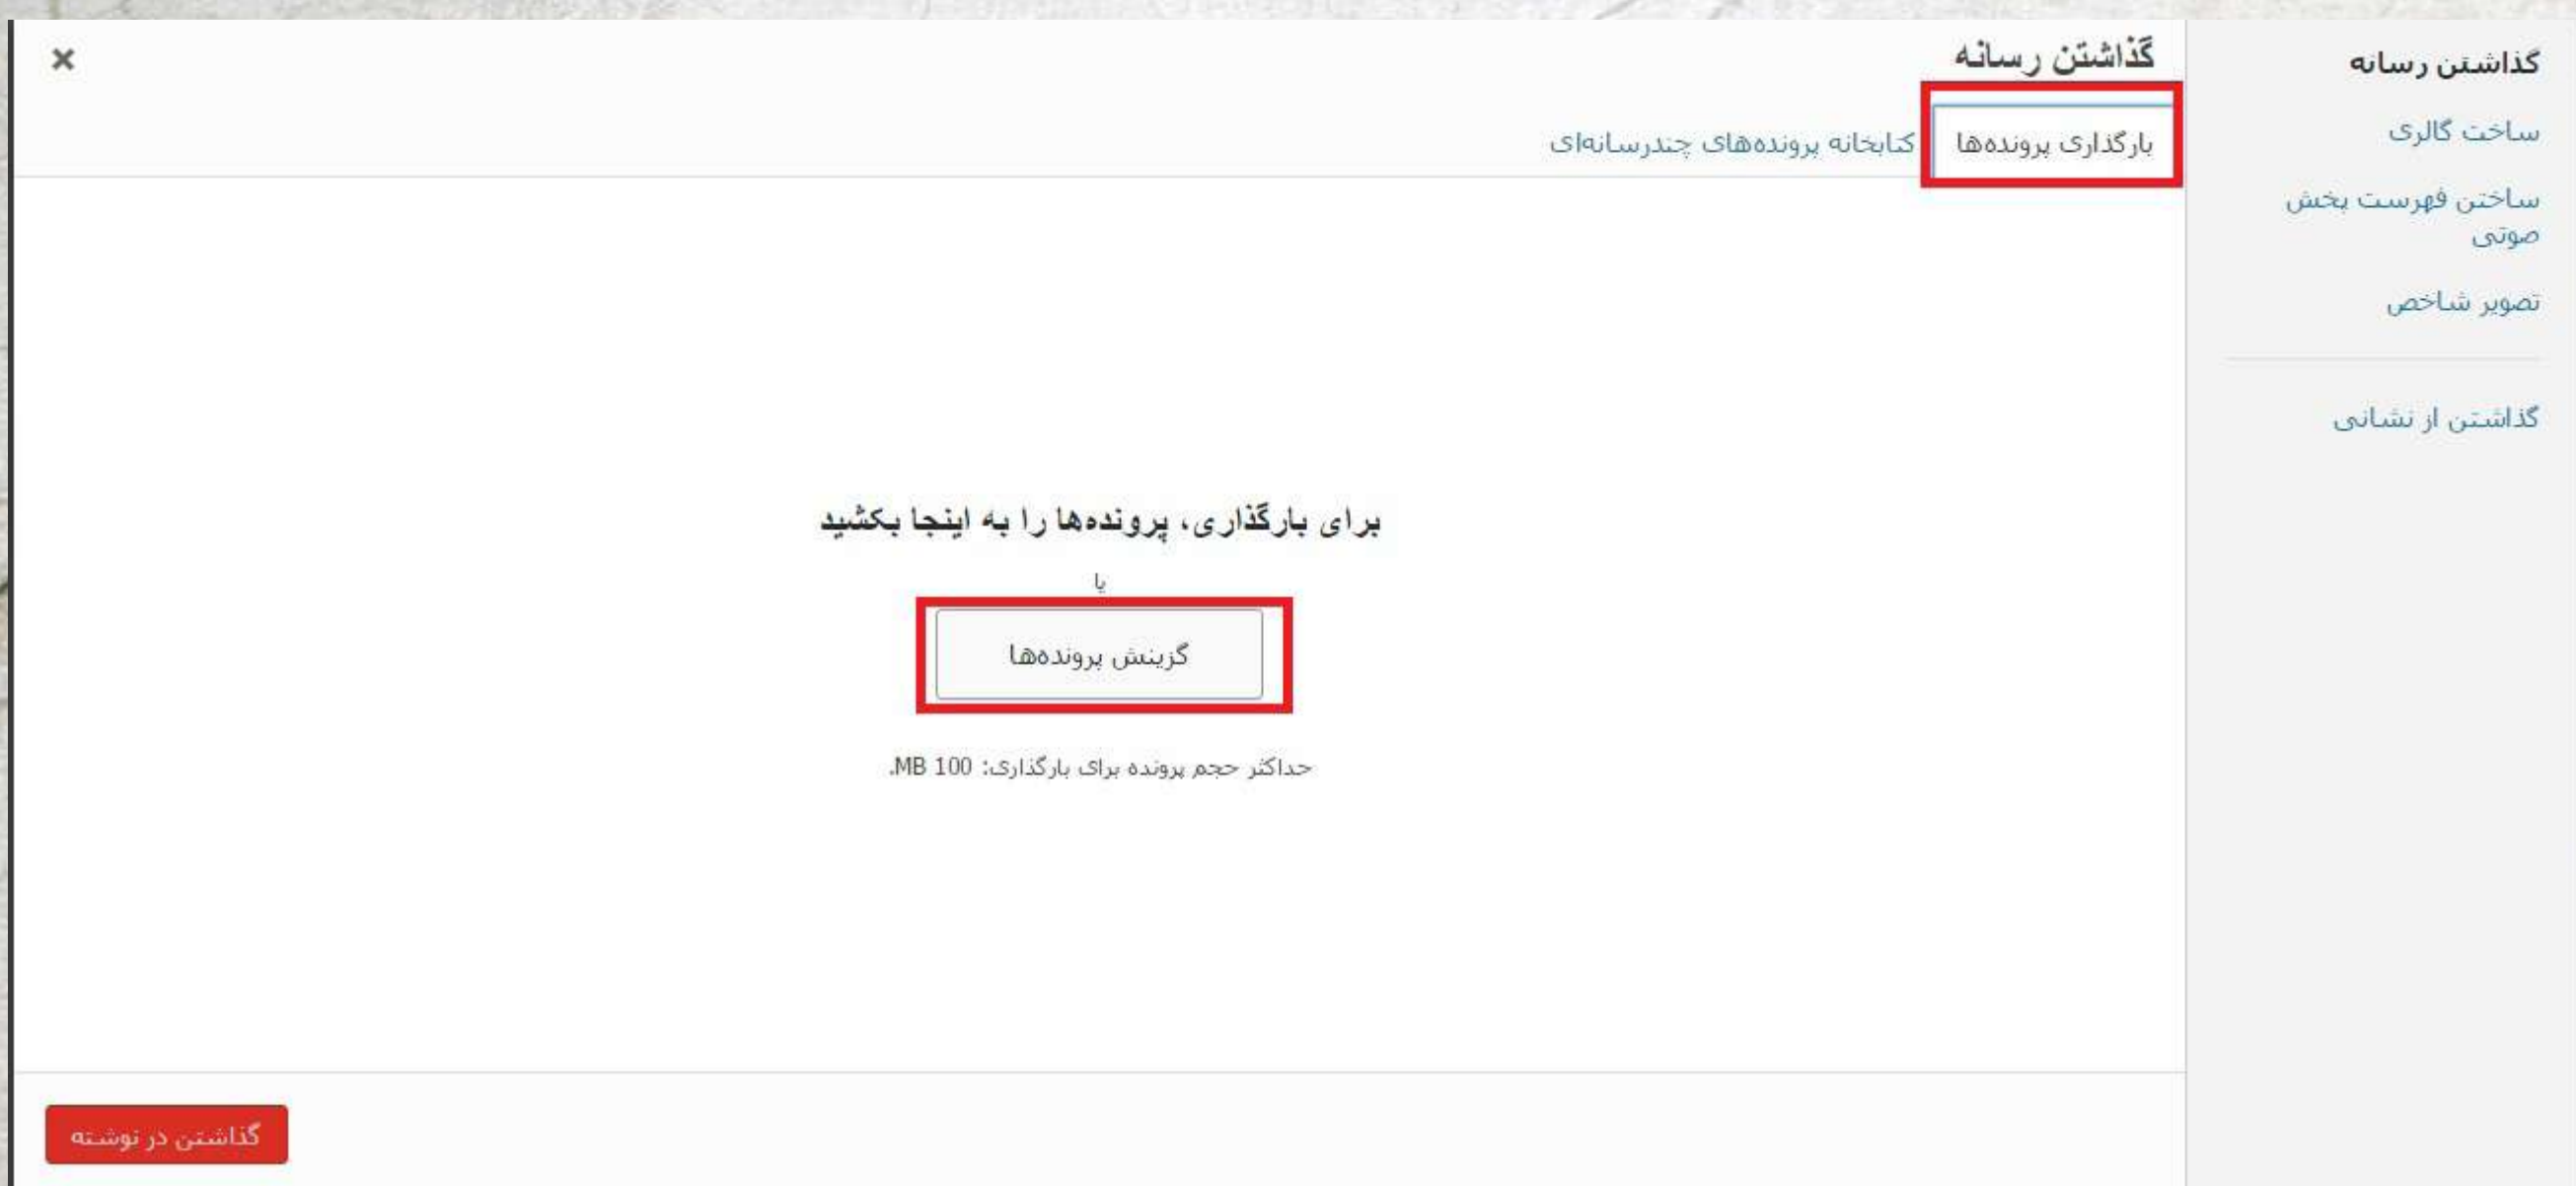 گذاشتن رسانه
ساخت گالری
ساختن فهرست پخش
صوتی
تصویر شاخص
گذاشتن از نشانی
گذاشتن رسانه
بارگذاری پرونده‌ها
کتابخانه پرونده‌های چندرسانه‌ای
برای بارگذاری، پرونده‌ها را به اینجا بکشید
یا
گزینش پرونده‌ها
حداکثر حجم پرونده برای بارگذاری: 100 MB.
گذاشتن در نوشته